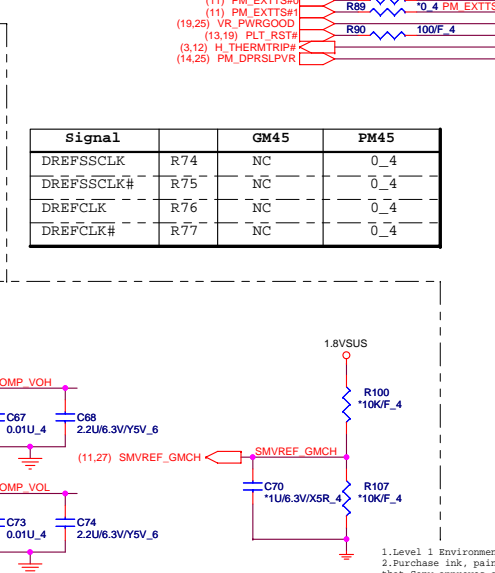 (11) PM_EXTTS#0
R89 *0_4 PM_EXTTS
(11) PM_EXTTS#1
(19,25) VR_PWRGOOD
R90 100/F_4
(13,19) PLT_RST#
(3,12) H_THERMTRIP#
(14,25) PM_DPRSLPVR
Signal GM45 PM45
DREFSSCLK R74 NC 0_4
DREFSSCLK# R75 NC 0_4
DREFCLK R76 NC 0_4
DREFCLK# R77 NC 0_4
1.8VSUS
OMP_VOH
R100
*10K/F_4
C67 C68
0.01U_4 2.2U/6.3V/Y5V_6
(11,27) SMVREF_GMCH SMVREF_GMCH
C70 R107
*1U/6.3V/X5R_4 *10K/F_4
OMP_VOL
C73 C74
0.01U_4 2.2U/6.3V/Y5V_6
1.Level 1 Environmen
2.Purchase ink, pain